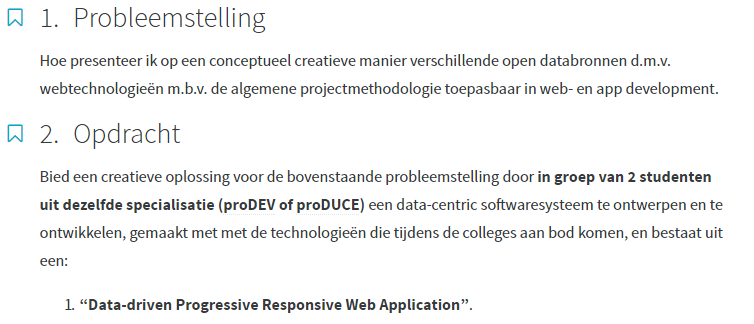 1. Probleemstelling
Hoe presenteer ik op een conceptueel creatieve manier verschillende open databronnen d.m.v.
webtechnologieën m.b.v. de algemene projectmethodologie toepasbaar in web- en app development.
2. Opdracht
Bied een creatieve oplossing voor de bovenstaande probleemstelling door in groep van 2 studenten
uit dezelfde specialisatie (proDEV of proDUCE) een data-centric softwaresysteem te ontwerpen en te
ontwikkelen, gemaakt met met de technologieën die tijdens de colleges aan bod komen, en bestaat uit
een:
1. “Data-driven Progressive Responsive Web Application”.